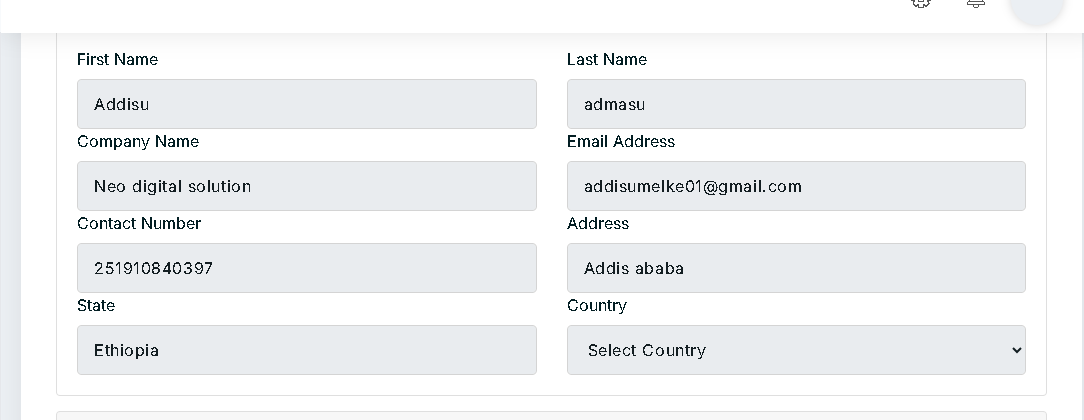 First Name Last Name
Addisu admasu
Company Name Email Address
Neo digital solution addisumelke01@gmail.com
Contact Number Address
251910840397 Addis ababa
State Country
Ethiopia Select Country